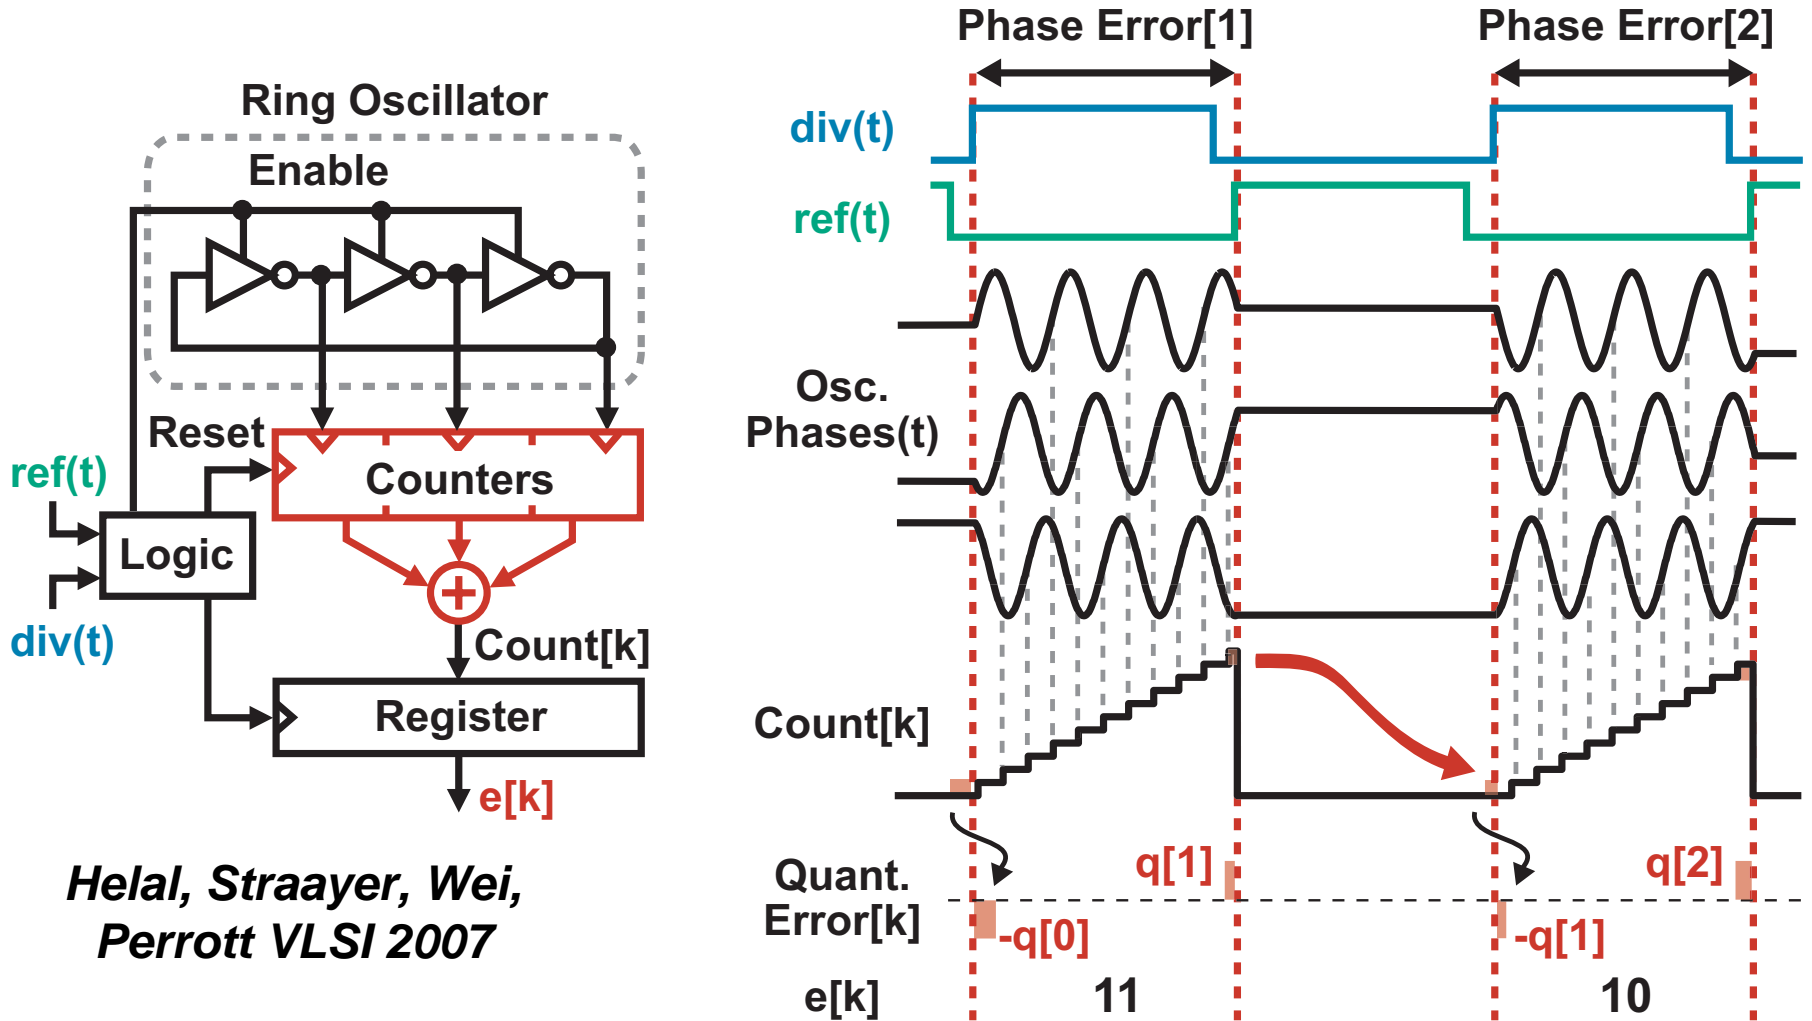 Ring Oscillator
Enable
Reset
ref(t)
Counters
Logic
div(t)
Count[k]
Register
e[k]
Helal, Straayer, Wei,
Perrott VLSI 2007
Phase Error[1]
Phase Error[2]
div(t)
ref(t)
Osc.
Phases(t)
Count[k]
Quant.
Error[k]
q[1]
q[2]
-q[0]
-q[1]
e[k]
11
10